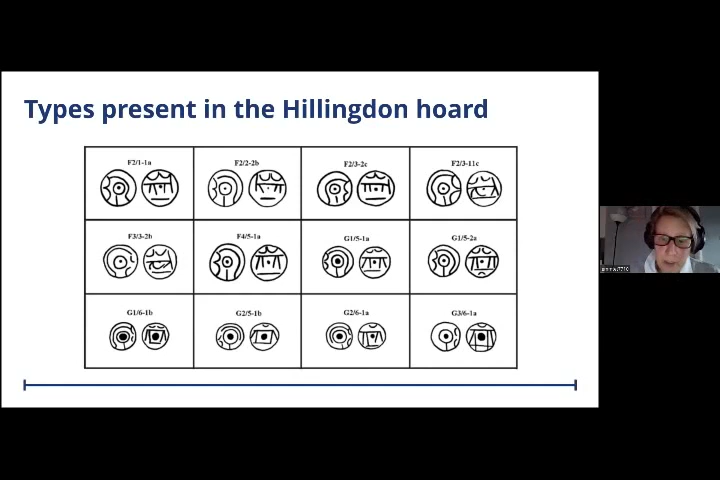 Types present in the Hillingdon hoard
F2/1-1a F2/2-2b F2/3-2c F2/3-11c
F3/3-2b F4/5-1a G1/5-1a G1/5-2a
G1/6-1b G2/5-1b G2/6-1a G3/6-1a